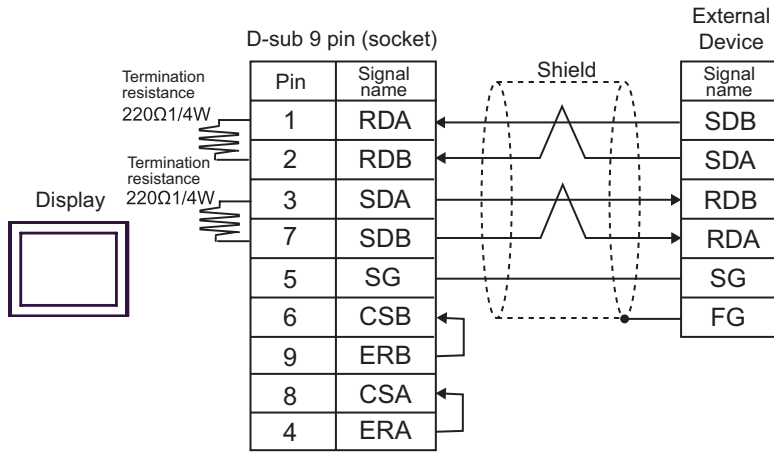 External
Device
D-sub 9 pin (socket)
Termination
resistance
220Ω1/4W
Termination
resistance
220Ω1/4W
Display
Pin Signal
name
1 RDA
2 RDB
3 SDA
7 SDB
5 SG
6 CSB
9 ERB
8 CSA
4 ERA
Shield
Signal
name
SDB
SDA
RDB
RDA
SG
FG